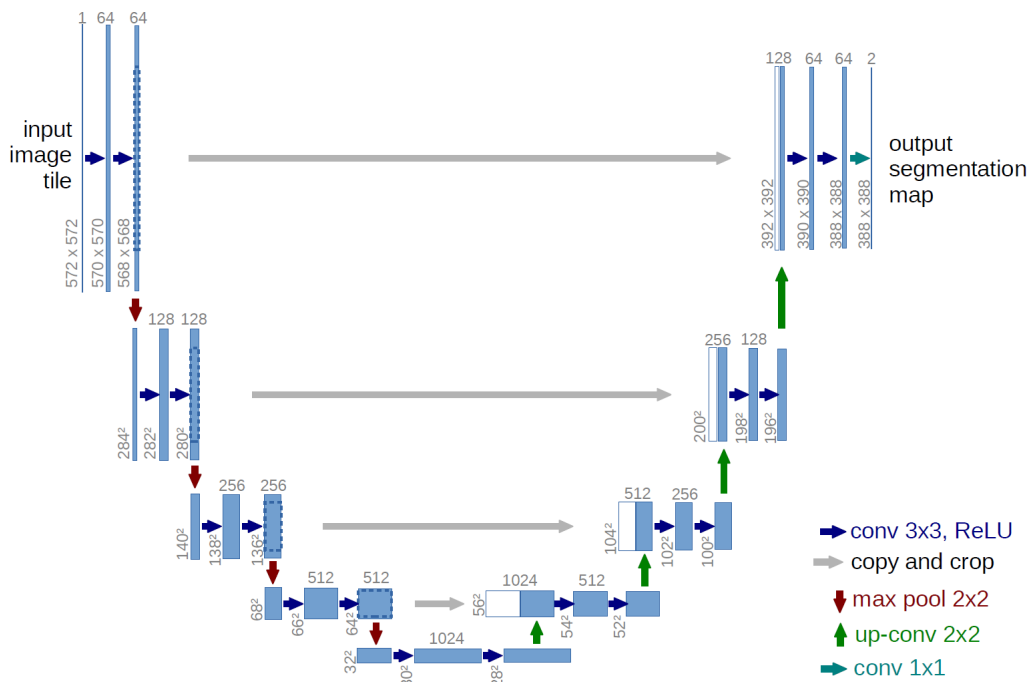 1 64 64
128 64 64 2
input
image
tile
output
segmentation
map
572 x 572
570 x 570
568 x 568
392 x 392
390 x 390
388 x 388
388 x 388
128 128
256 128
284²
282²
280²
200²
198²
196²
256 256
512 256
140²
138²
136²
104²
102²
100²
conv 3x3, ReLU
copy and crop
max pool 2x2
up-conv 2x2
conv 1x1
512 512
1024 512
68²
66²
64²
56²
54²
52²
1024
32²